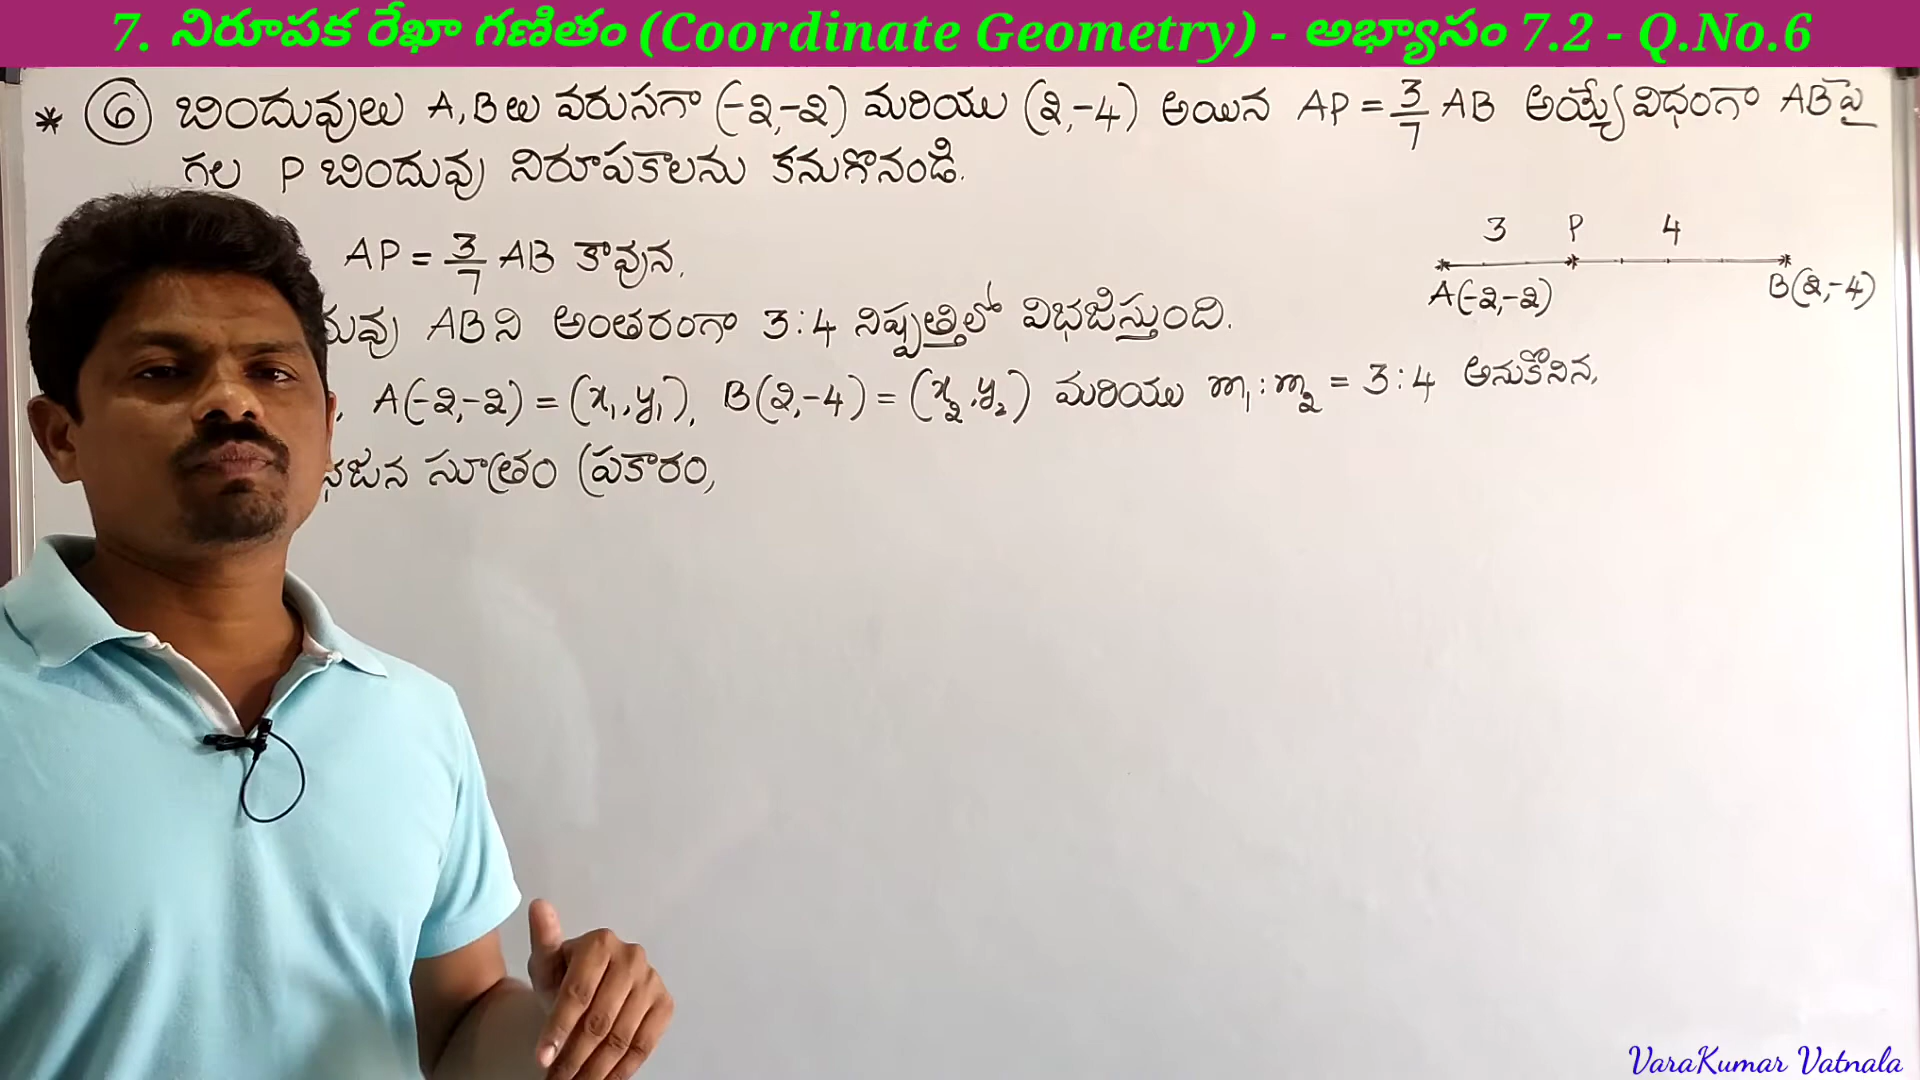 7. నిరూపక రేఖా గణితం (Coordinate Geometry) - అభ్యాసం 7.2 - Q.No.6
* 6 బిందువులు A,B లు వరుసగా (-2,-2) మరియు (2,-4) అయిన AP = 3/7 AB అయ్యేవిధంగా AB పై
గల P బిందువు నిరూపకాలను కనుగొనండి.
3 P 4
A(-2,-2) B(2,-4)
AP = 3/7 AB కావున,
AB ని అంతరంగా 3:4 నిష్పత్తిలో విభజిస్తుంది.
A(-2,-2) = (x₁,y₁), B(2,-4) = (x₂,y₂) మరియు m₁:m₂ = 3:4 అనుకొనిన,
సూత్రం ప్రకారం,
VaraKumar Vatnala